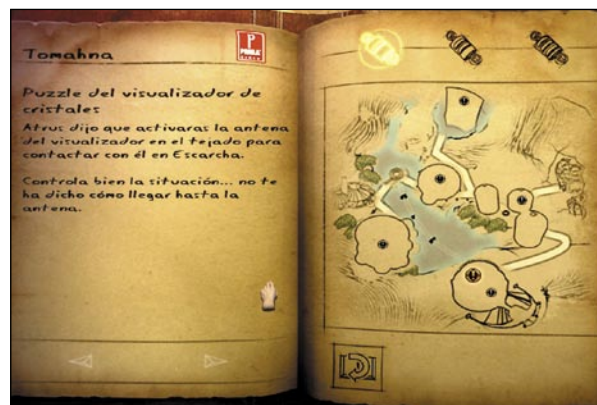 Tomahna
Puzzle del visualizador de
cristales
Atrus dijo que activaras la antena
del visualizador en el tejado para
contactar con él en Escarcha.
Controla bien la situación... no te
ha dicho cómo llegar hasta la
antena.